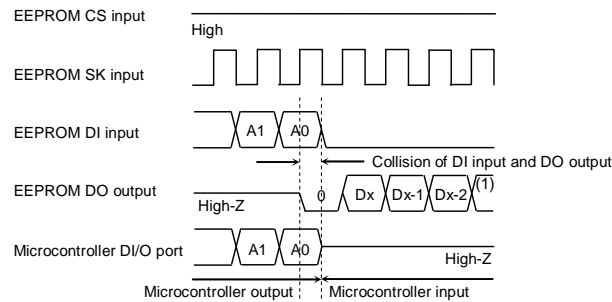 EEPROM CS input
High
EEPROM SK input
EEPROM DI input
A1 A0
Collision of DI input and DO output
EEPROM DO output
High-Z
0 Dx Dx-1 Dx-2 (1)
Microcontroller DI/O port
A1 A0
High-Z
Microcontroller output Microcontroller input